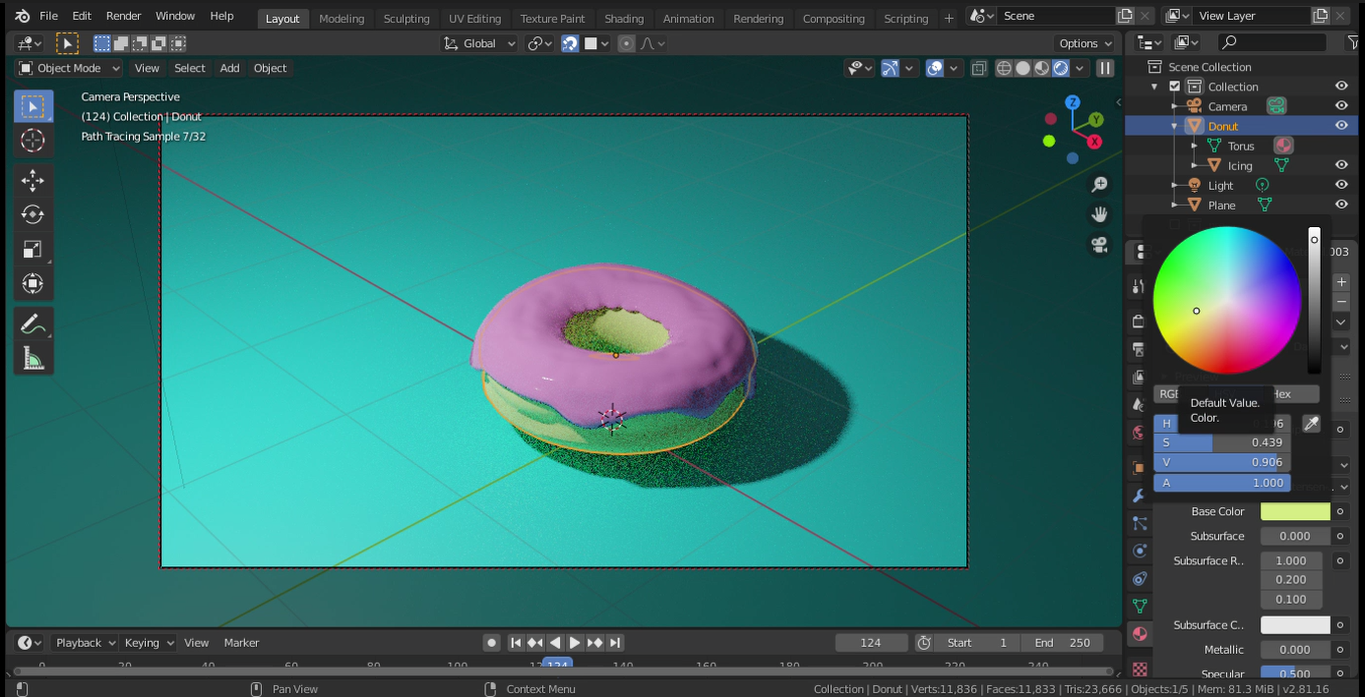 File Edit Render Window Help Layout Modeling Sculpting UV Editing Texture Paint Shading Animation Rendering Compositing Scripting + Scene View Layer
Global Options
Object Mode View Select Add Object
Camera Perspective
(124) Collection | Donut
Path Tracing Sample 7/32
Z
Y
X
Scene Collection
Collection
Camera
Donut
Torus
Icing
Light
Plane
003
RG Hex
Default Value.
Color.
H
S 0.439
V 0.906
A 1.000
Base Color
Subsurface 0.000
Subsurface R.. 1.000
0.200
0.100
Subsurface C..
Metallic 0.000
Specular 0.500
Playback Keying View Marker 124 Start 1 End 250
0 20 40 60 80 100 124 140 160 180 200 220 240
Pan View Context Menu Collection | Donut | Verts:11,836 | Faces:11,833 | Tris:23,666 | Objects:1/5 | Mem: 81.3 MiB | v2.81.16